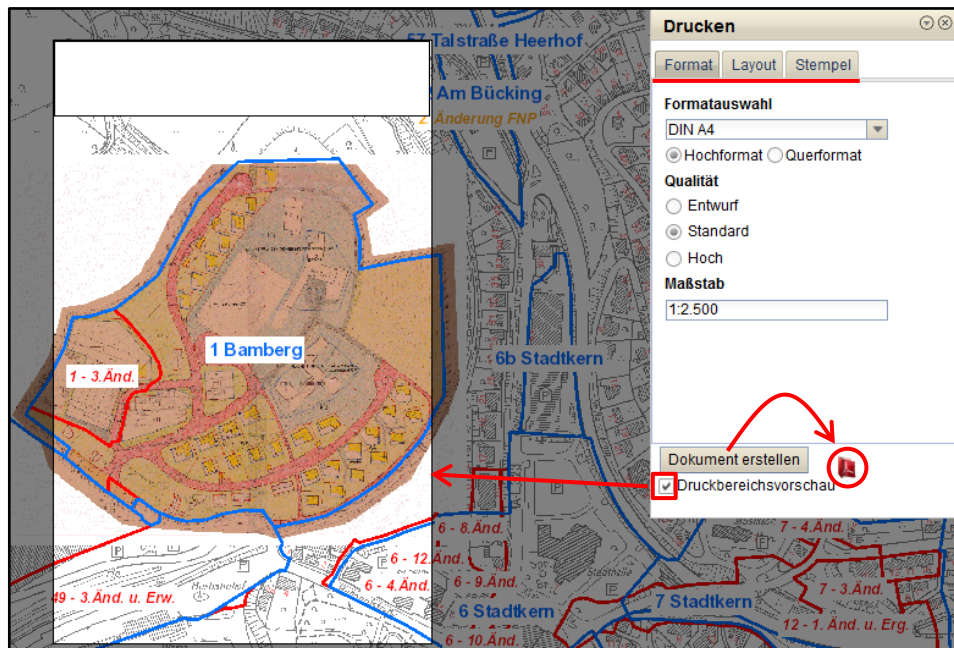 57 Talstraße Heerhof
Am Bücking
2. Änderung FNP
1 Bamberg
1 - 3.Änd.
6b Stadtkern
6 - 8.Änd.
6 - 12.Änd.
6 - 4.Änd.
6 - 9.Änd.
49 - 3.Änd. u. Erw.
6 Stadtkern
6 - 10.Änd.
7 Stadtkern
7 - 4.Änd.
7 - 3.Änd.
12 - 1. Änd. u. Erg.
Stadthalle
P
Drucken
Format Layout Stempel
Formatauswahl
DIN A4
Hochformat Querformat
Qualität
Entwurf
Standard
Hoch
Maßstab
1:2.500
Dokument erstellen
Druckbereichsvorschau